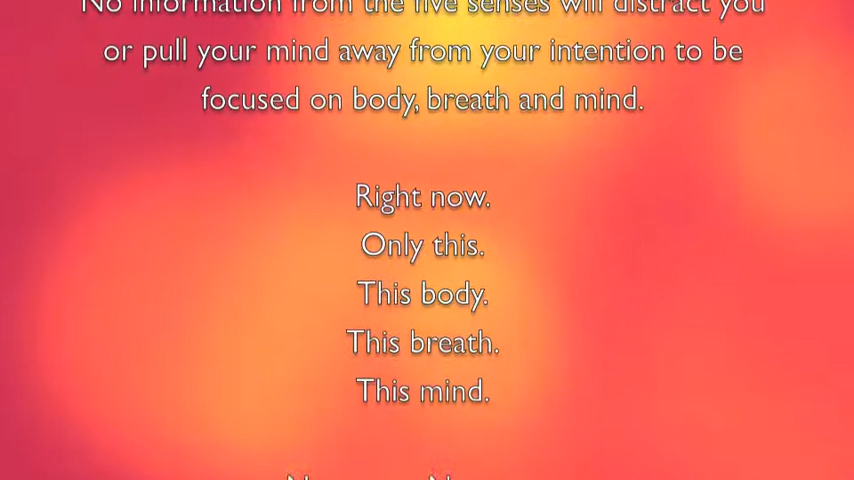 No information from the five senses will distract you
or pull your mind away from your intention to be
focused on body, breath and mind.
Right now.
Only this.
This body.
This breath.
This mind.